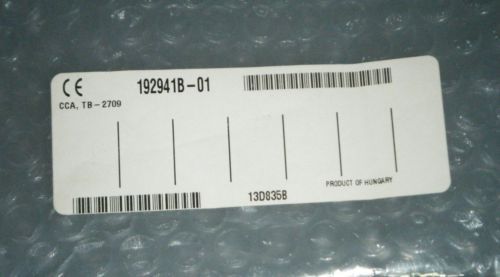 CE 192941B-01
CCA, TB-2709
13D835B
PRODUCT OF HUNGARY